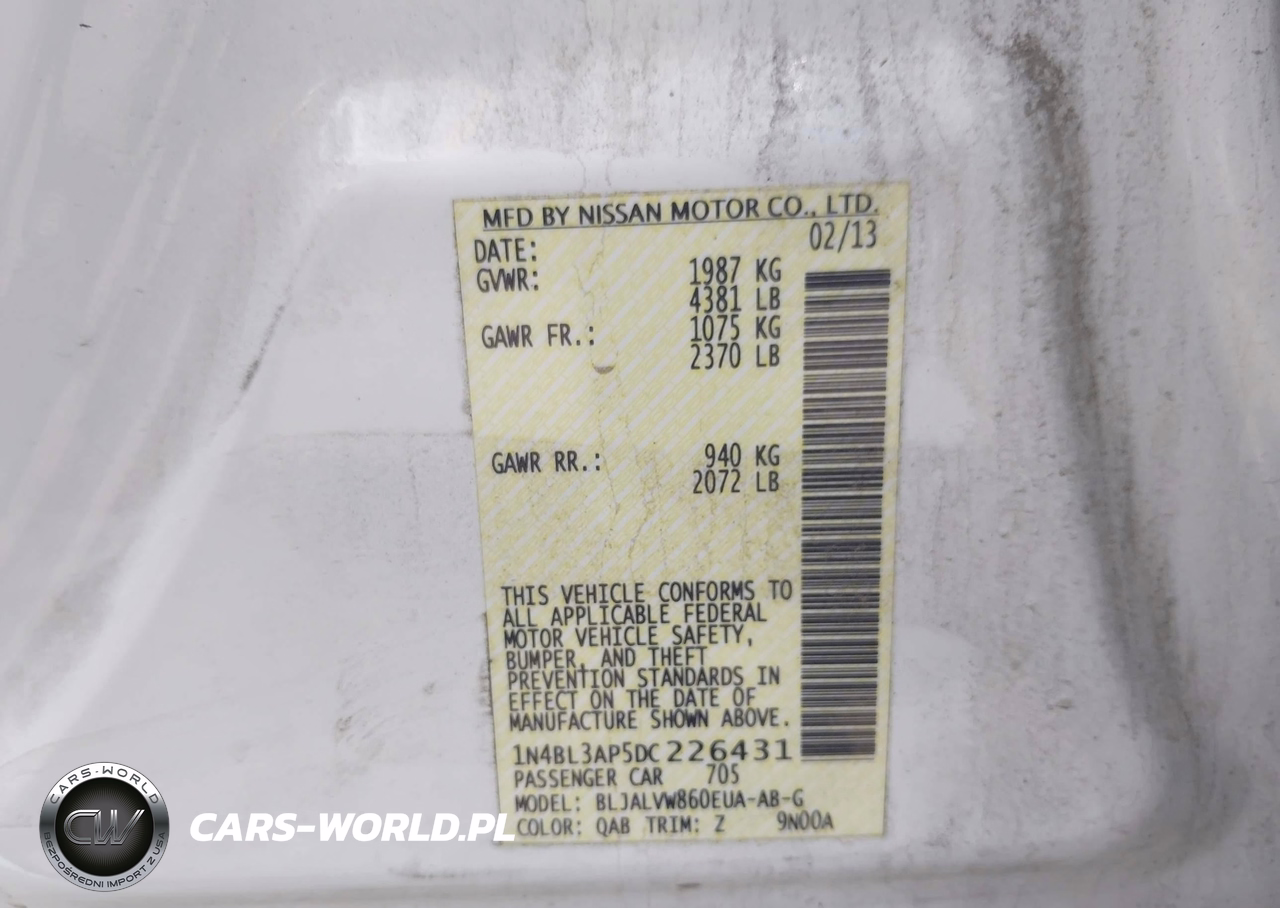 MFD BY NISSAN MOTOR CO., LTD.
DATE: 02/13
GVWR: 1987 KG
4381 LB
GAWR FR.: 1075 KG
2370 LB
GAWR RR.: 940 KG
2072 LB
THIS VEHICLE CONFORMS TO
ALL APPLICABLE FEDERAL
MOTOR VEHICLE SAFETY,
BUMPER, AND THEFT
PREVENTION STANDARDS IN
EFFECT ON THE DATE OF
MANUFACTURE SHOWN ABOVE.
1N4BL3AP5DC226431
PASSENGER CAR 705
MODEL: BLJALVW860EUA-AB-G
COLOR: QAB TRIM: Z 9N00A
CARS-WORLD
CW
BEZPOŚREDNI IMPORT Z USA
CARS-WORLD.PL